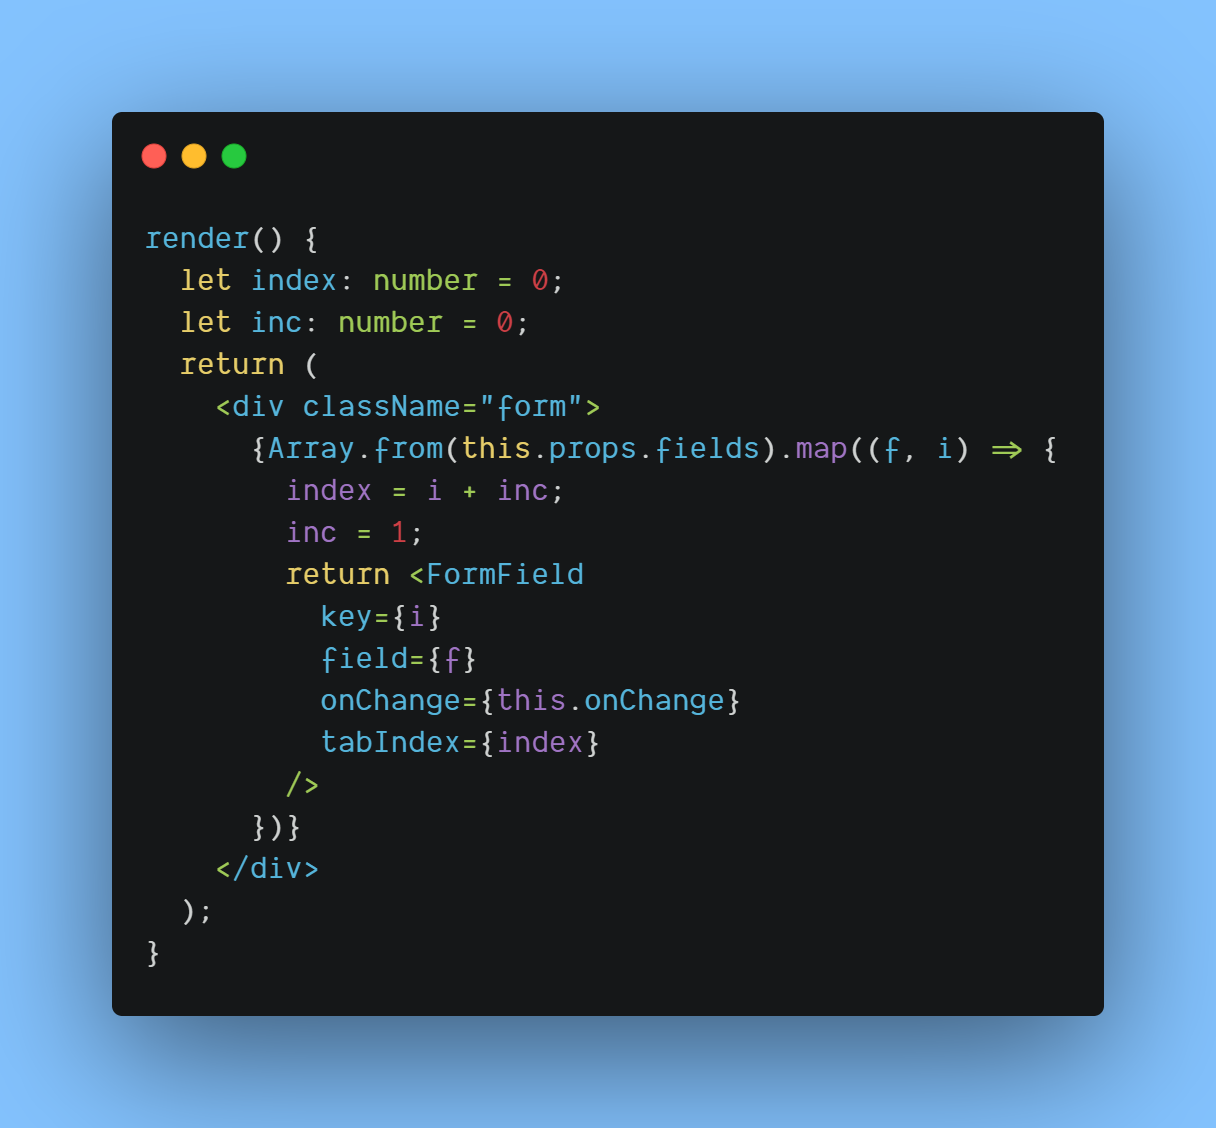 render() {
  let index: number = 0;
  let inc: number = 0;
  return (
    <div className="form">
      {Array.from(this.props.fields).map((f, i) => {
        index = i + inc;
        inc = 1;
        return <FormField
          key={i}
          field={f}
          onChange={this.onChange}
          tabIndex={index}
        />
      })}
    </div>
  );
}